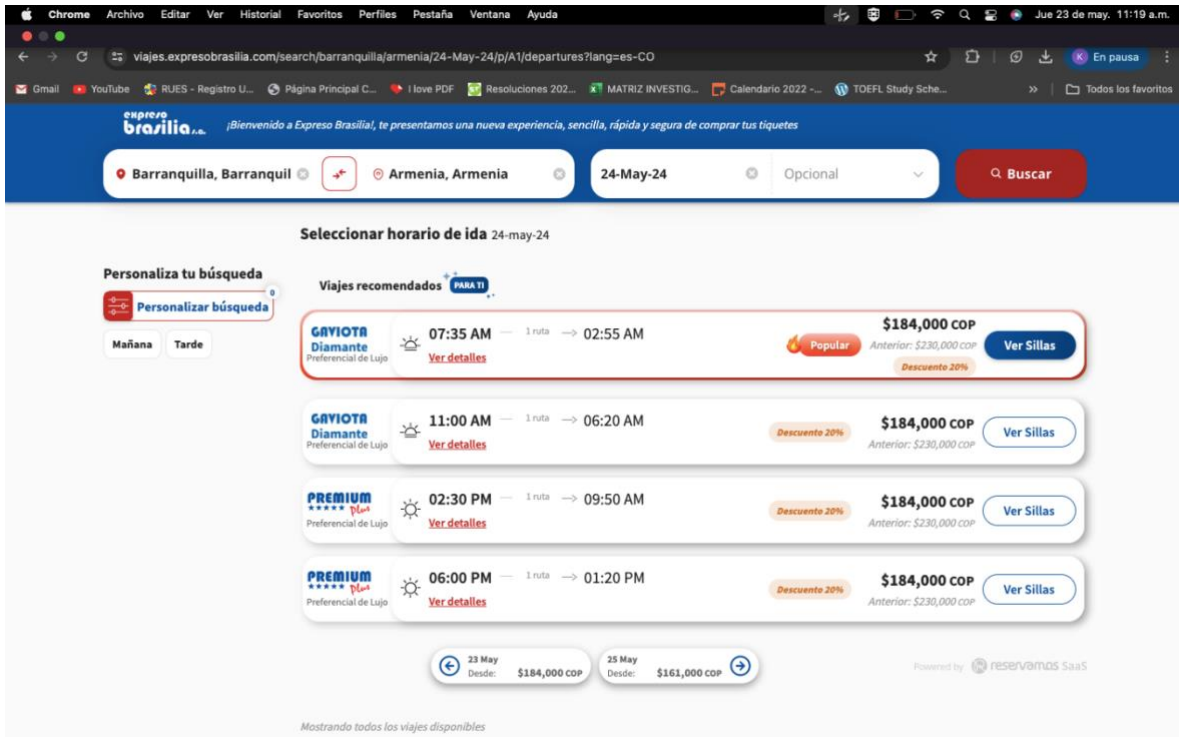 Chrome Archivo Editar Ver Historial Favoritos Perfiles Pestaña Ventana Ayuda Jue 23 de may. 11:19 a.m.
viajes.expresobrasilia.com/search/barranquilla/armenia/24-May-24/p/A1/departures?lang=es-CO K En pausa
Gmail YouTube RUES - Registro U... Página Principal C... I love PDF Resoluciones 202... MATRIZ INVESTIG... Calendario 2022 -... TOEFL Study Sche... » Todos los favoritos
expreso
brasilia s.a. ¡Bienvenido a Expreso Brasilia!, te presentamos una nueva experiencia, sencilla, rápida y segura de comprar tus tiquetes
Barranquilla, Barranquil Armenia, Armenia 24-May-24 Opcional Buscar
Seleccionar horario de ida 24-may-24
Personaliza tu búsqueda
Personalizar búsqueda 0
Mañana Tarde
Viajes recomendados PARA TI
GAVIOTA
Diamante
Preferencial de Lujo
07:35 AM — 1 ruta —> 02:55 AM
Ver detalles
Popular
$184,000 COP
Anterior: $230,000 COP
Descuento 20%
Ver Sillas
GAVIOTA
Diamante
Preferencial de Lujo
11:00 AM — 1 ruta —> 06:20 AM
Ver detalles
Descuento 20%
$184,000 COP
Anterior: $230,000 COP
Ver Sillas
PREMIUM
Plus
Preferencial de Lujo
02:30 PM — 1 ruta —> 09:50 AM
Ver detalles
Descuento 20%
$184,000 COP
Anterior: $230,000 COP
Ver Sillas
PREMIUM
Plus
Preferencial de Lujo
06:00 PM — 1 ruta —> 01:20 PM
Ver detalles
Descuento 20%
$184,000 COP
Anterior: $230,000 COP
Ver Sillas
23 May
Desde: $184,000 COP
25 May
Desde: $161,000 COP
Powered by reservamos SaaS
Mostrando todos los viajes disponibles